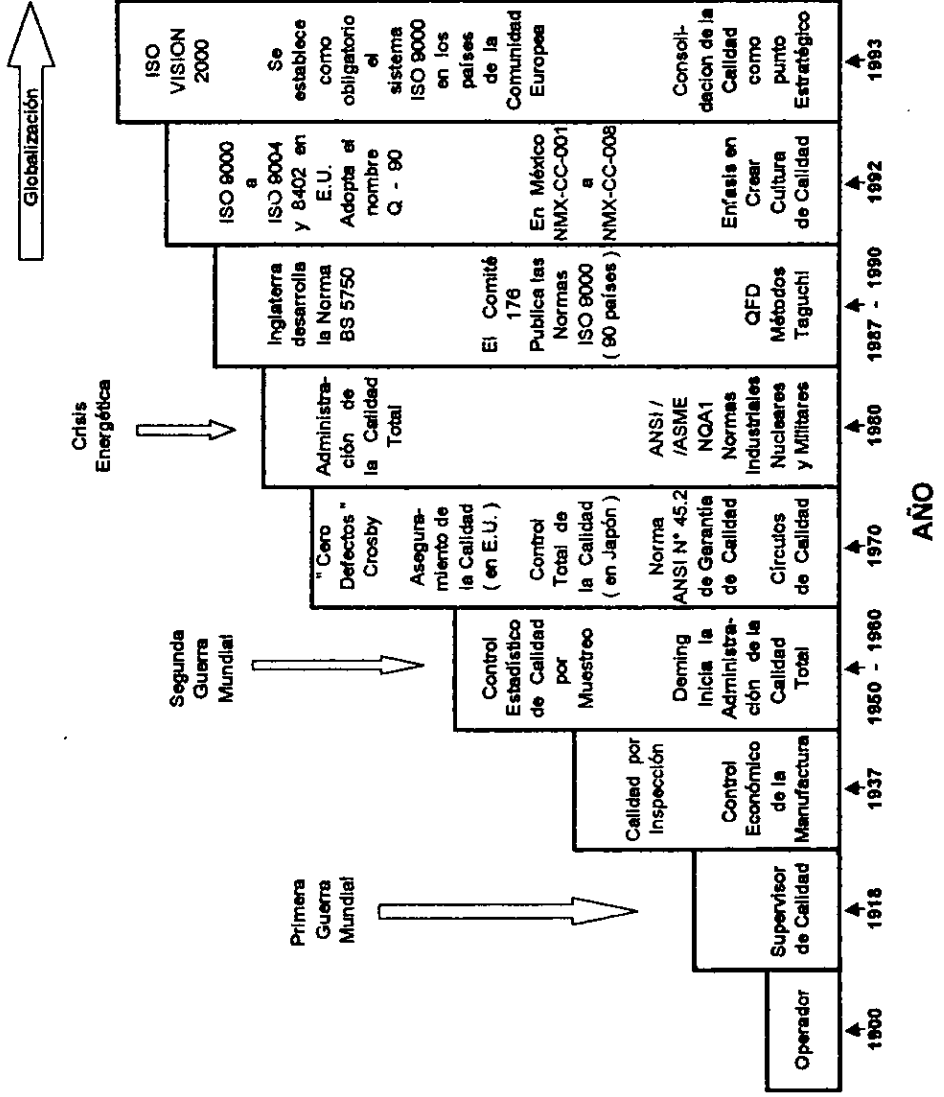 Globalización
Crisis
Energética
Segunda
Guerra
Mundial
Primera
Guerra
Mundial
Operador
Supervisor
de Calidad
Calidad por
Inspección
Control
Económico
de la
Manufactura
Control
Estadístico
de Calidad
por
Muestreo
Deming
Inicia la
Administra-
ción de la
Calidad
Total
" Cero
Defectos "
Crosby
Asegura-
miento de
la Calidad
( en E.U. )
Control
Total de
la Calidad
( en Japón )
Norma
ANSI N° 45.2
de Garantía
de Calidad
Círculos
de Calidad
Administra-
ción de
la Calidad
Total
ANSI /
/ASME
NQA1
Normas
Industriales
Nucleares
y Militares
Inglaterra
desarrolla
la Norma
BS 5750
El Comité
176
Publica las
Normas
ISO 9000
( 90 países )
QFD
Métodos
Taguchi
ISO 9000
a
ISO 9004
y 8402 en
E.U.
Adopta el
nombre
Q - 90
En México
NMX-CC-001
a
NMX-CC-008
Enfasis en
Crear
Cultura
de Calidad
ISO
VISION
2000
Se
establece
como
obligatorio
el
sistema
ISO 9000
en los
países
de la
Comunidad
Europea
Consoli-
dacion de la
Calidad
como
punto
Estratégico
1900
1918
1937
1950 - 1960
1970
1980
1987 - 1990
1992
1993
AÑO